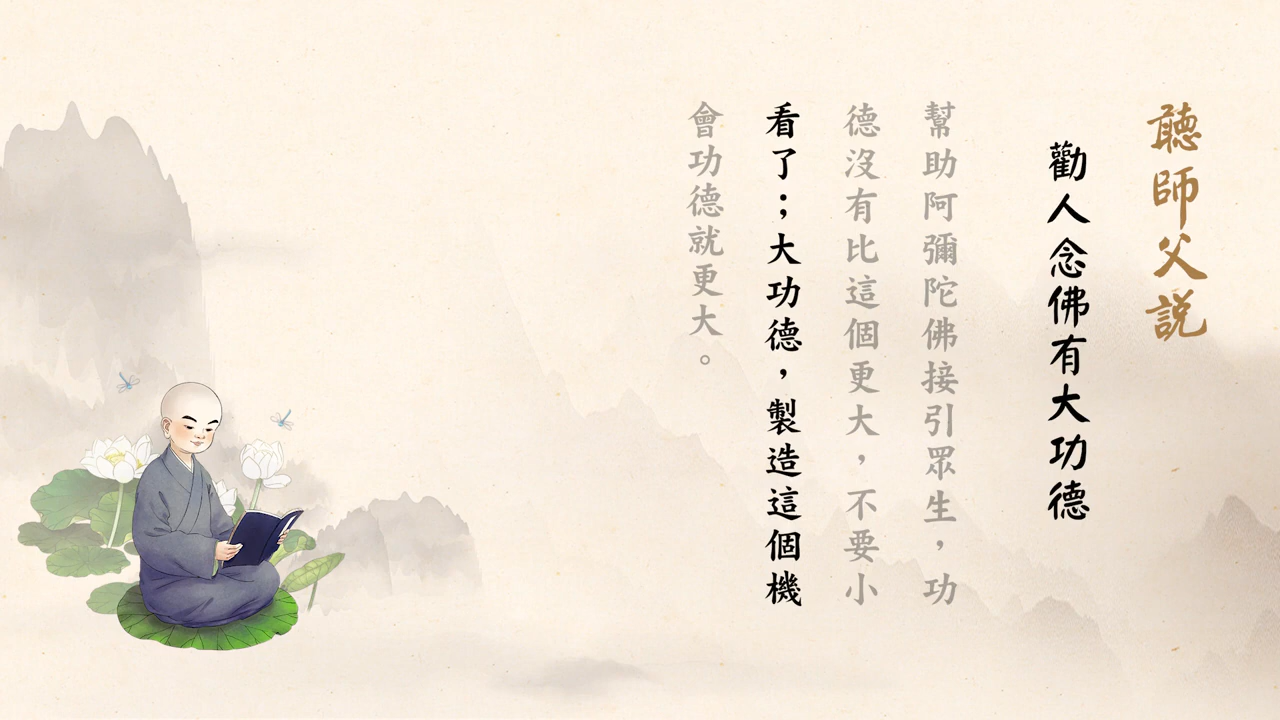 聽師父説
勸人念佛有大功德
幫助阿彌陀佛接引眾生，功
德沒有比這個更大，不要小
看了；大功德，製造這個機
會功德就更大。